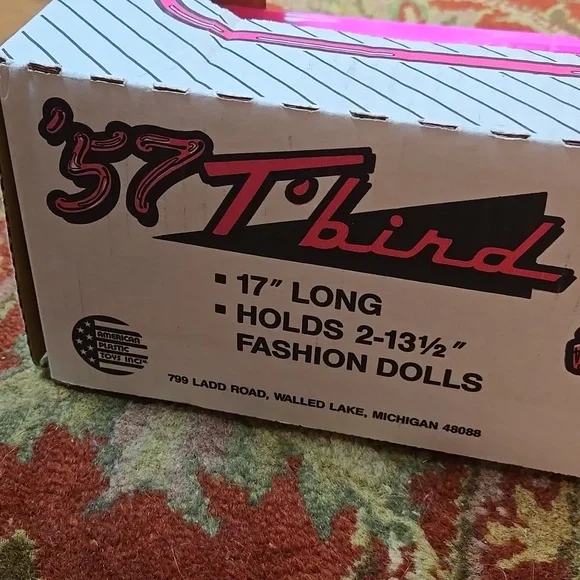 '57 T-bird
▪ 17" LONG
▪ HOLDS 2-13½"
FASHION DOLLS
AMERICAN
PLASTIC
TOYS INC.
799 LADD ROAD, WALLED LAKE, MICHIGAN 48088